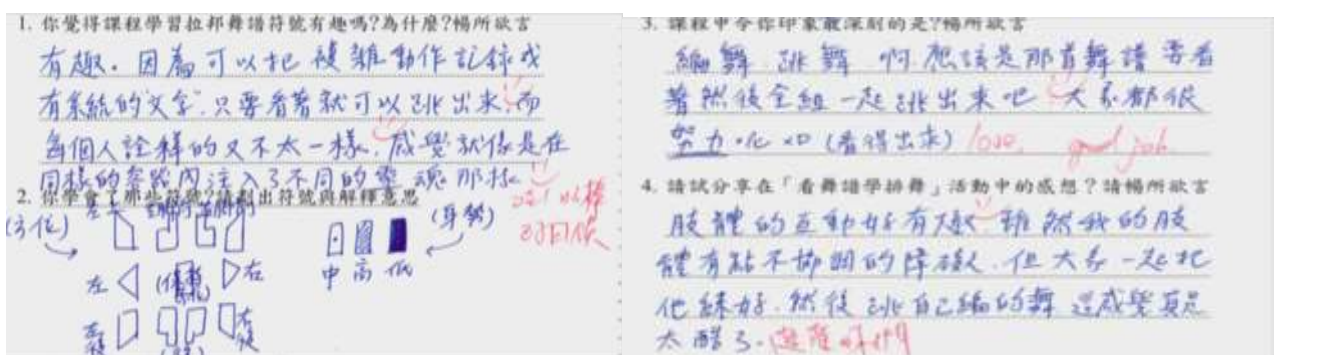 1. 你覺得課程學習拉邦舞譜符號有趣嗎?為什麼?暢所欲言
有趣。因為可以把複雜動作記錄成
有系統的"文字",只要看著就可以跳出來,而
每個人詮釋的又不太一樣,感覺就像是在
同樣的套路內注入了不同的靈魂那樣
2. 你學會了那些符號?請劃出符號與解釋意思
(方位)
(身勢)
中 高 低
左
右
3. 課程中令你印象最深刻的是?暢所欲言
編舞 跳舞 啊 應該是那首舞譜要看
著然後全組一起跳出來吧 大家都很
努力 xD (看得出來) love, good job
4. 請試分享在「看舞譜學排舞」活動中的感想?請暢所欲言
肢體的互動好有趣 雖然我的肢
體有點不協調的障礙,但大家一起把
他練好,然後跳自己編的舞 這感覺真是
太酷了。